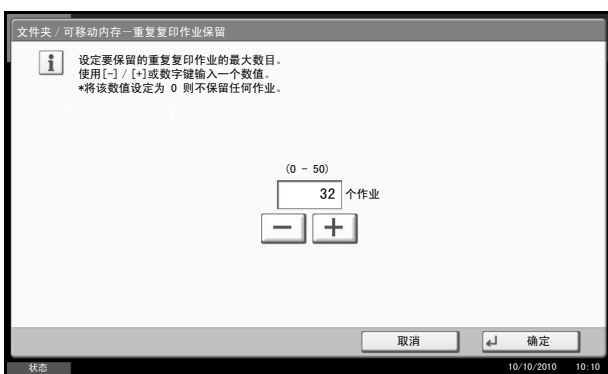 文件夹 / 可移动内存－重复复印作业保留
设定要保留的重复复印作业的最大数目。
使用[-] / [+]或数字键输入一个数值。
*将该数值设定为 0 则不保留任何作业。
(0 - 50)
32 个作业
取消 确定
状态 10/10/2010 10:10